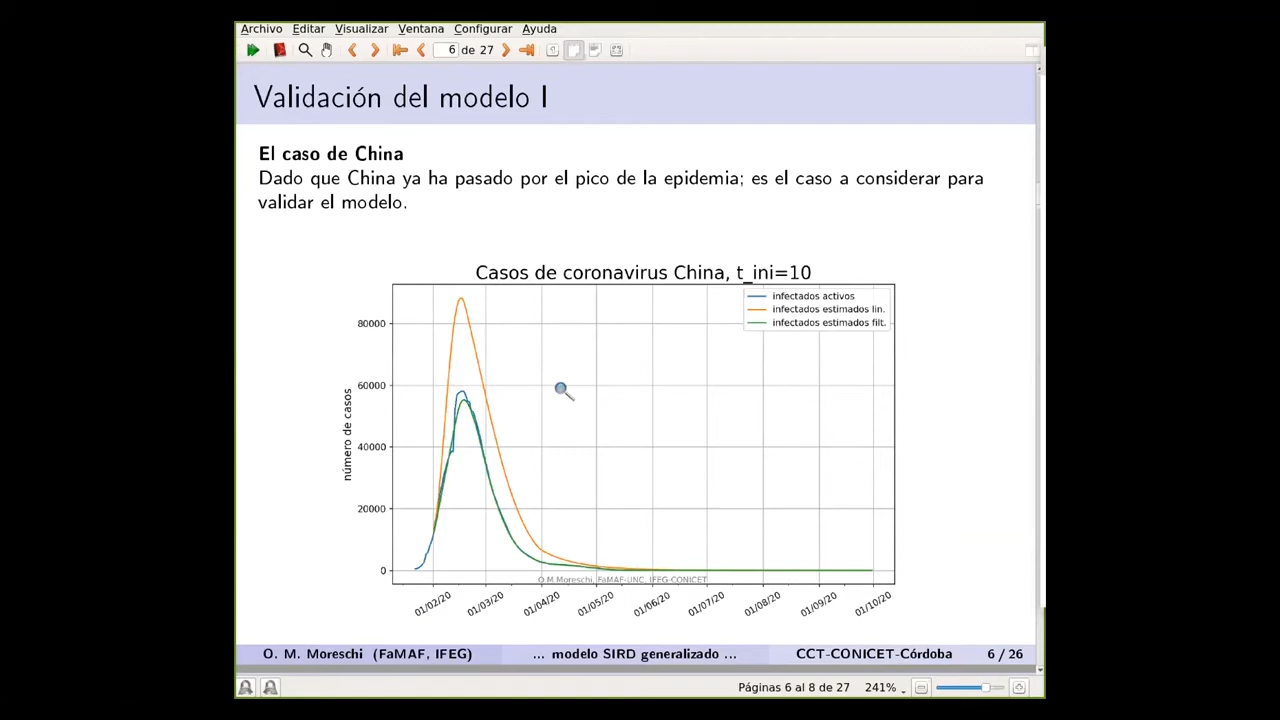 Archivo Editar Visualizar Ventana Configurar Ayuda
6 de 27
Validación del modelo I
El caso de China
Dado que China ya ha pasado por el pico de la epidemia; es el caso a considerar para
validar el modelo.
Casos de coronavirus China, t_ini=10
infectados activos
infectados estimados lin.
infectados estimados filt.
número de casos
80000
60000
40000
20000
0
O.M.Moreschi, FaMAF-UNC, IFEG-CONICET
01/02/20 01/03/20 01/04/20 01/05/20 01/06/20 01/07/20 01/08/20 01/09/20 01/10/20
O. M. Moreschi (FaMAF, IFEG) ... modelo SIRD generalizado ... CCT-CONICET-Córdoba 6 / 26
Páginas 6 al 8 de 27 241%